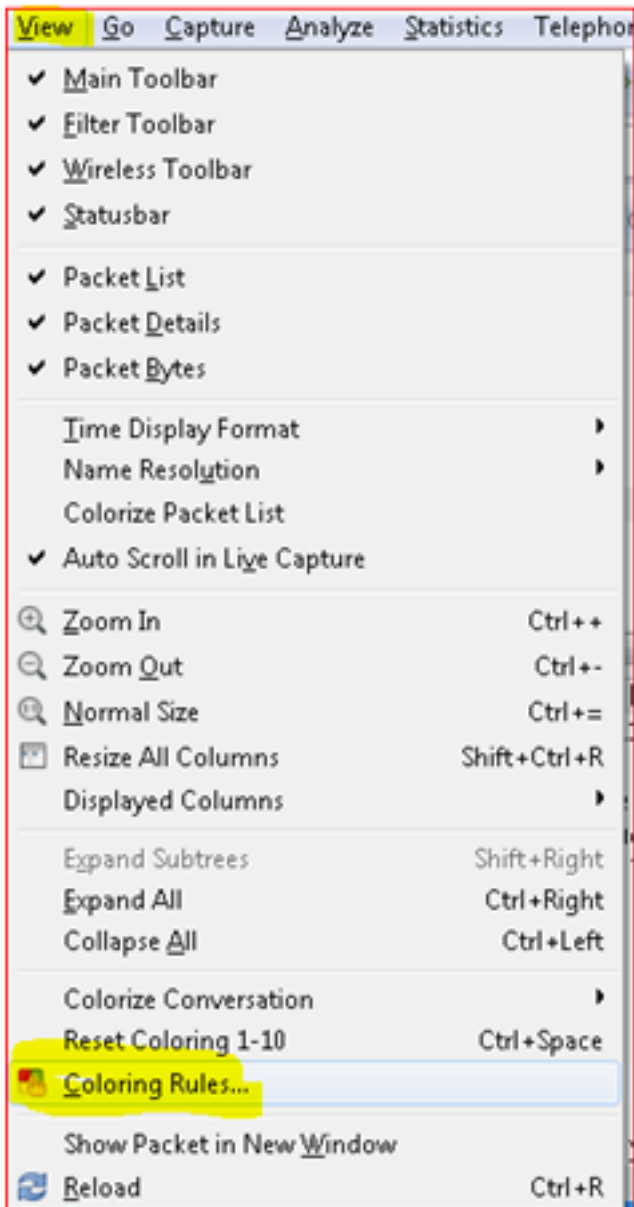 View Go Capture Analyze Statistics
Main Toolbar
Filter Toolbar
Wireless Toolbar
Statusbar
Packet List
Packet Details
Packet Bytes
Time Display Format
Name Resolution
Colorize Packet List
Auto Scroll in Live Capture
Zoom In Ctrl++
Zoom Out Ctrl+-
Normal Size Ctrl+=
Resize All Columns Shift+Ctrl+R
Displayed Columns
Expand Subtrees Shift+Right
Expand All Ctrl+Right
Collapse All Ctrl+Left
Colorize Conversation
Reset Coloring 1-10 Ctrl+Space
Coloring Rules...
Show Packet in New Window
Reload Ctrl+R